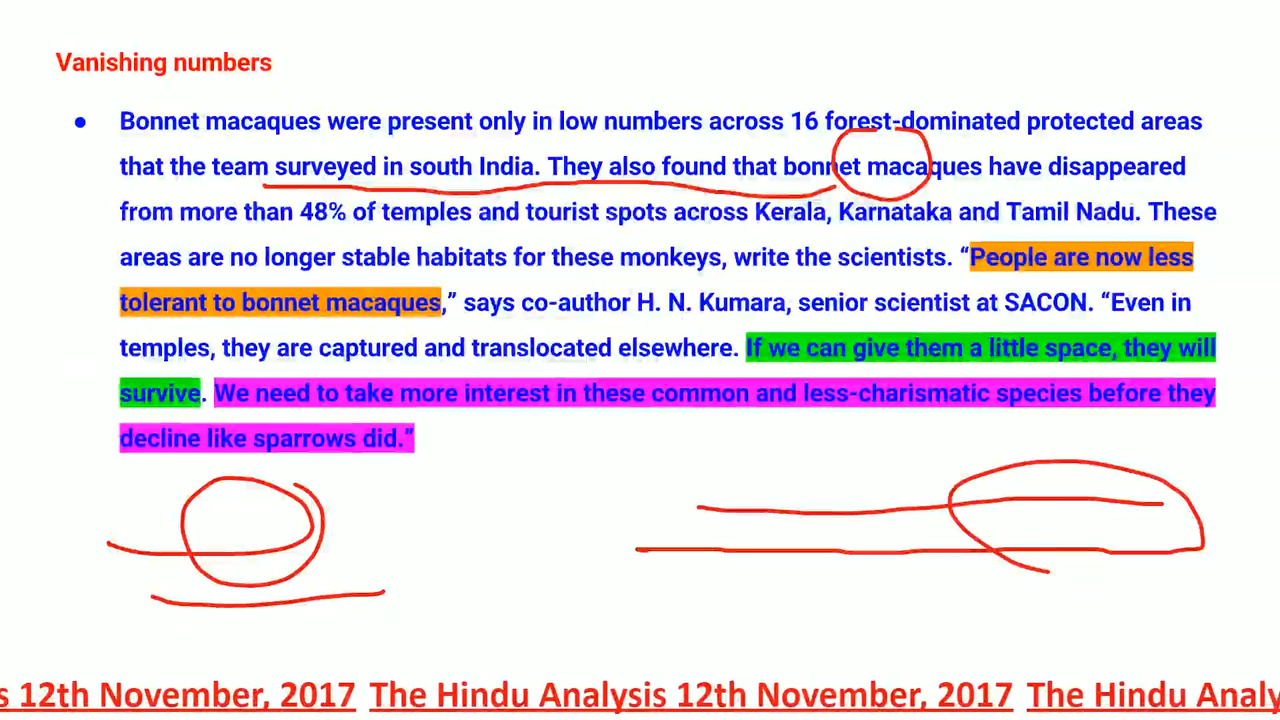 Vanishing numbers
● Bonnet macaques were present only in low numbers across 16 forest-dominated protected areas
that the team surveyed in south India. They also found that bonnet macaques have disappeared
from more than 48% of temples and tourist spots across Kerala, Karnataka and Tamil Nadu. These
areas are no longer stable habitats for these monkeys, write the scientists. “People are now less
tolerant to bonnet macaques,” says co-author H. N. Kumara, senior scientist at SACON. “Even in
temples, they are captured and translocated elsewhere. If we can give them a little space, they will
survive. We need to take more interest in these common and less-charismatic species before they
decline like sparrows did.”
s 12th November, 2017 The Hindu Analysis 12th November, 2017 The Hindu Analy